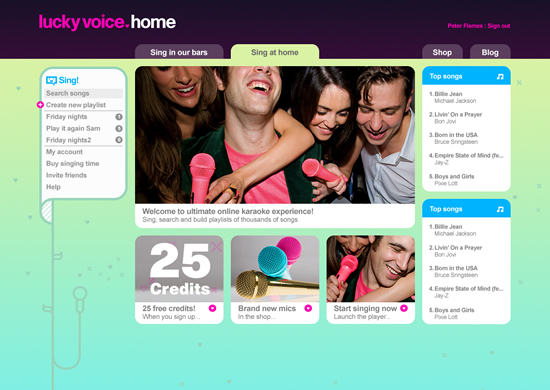 lucky voice.home
Peter Flames | Sign out
Sing in our bars
Sing at home
Shop
Blog
Sing!
Search songs
Create new playlist
Friday nights
Play it again Sam
Friday nights2
My account
Buy singing time
Invite friends
Help
Welcome to ultimate online karaoke experience!
Sing, search and build playlists of thousands of songs
25
Credits
25 free credits!
When you sign up...
Brand new mics
In the shop...
Start singing now
Launch the player...
Top songs
1. Billie Jean
Michael Jackson
2. Livin' On a Prayer
Bon Jovi
3. Born in the USA
Bruce Springsteen
4. Empire State of Mind (fe...
Jay-Z
5. Boys and Girls
Pixie Lott
Top songs
1. Billie Jean
Michael Jackson
2. Livin' On a Prayer
Bon Jovi
3. Born in the USA
Bruce Springsteen
4. Empire State of Mind (fe...
Jay-Z
5. Boys and Girls
Pixie Lott